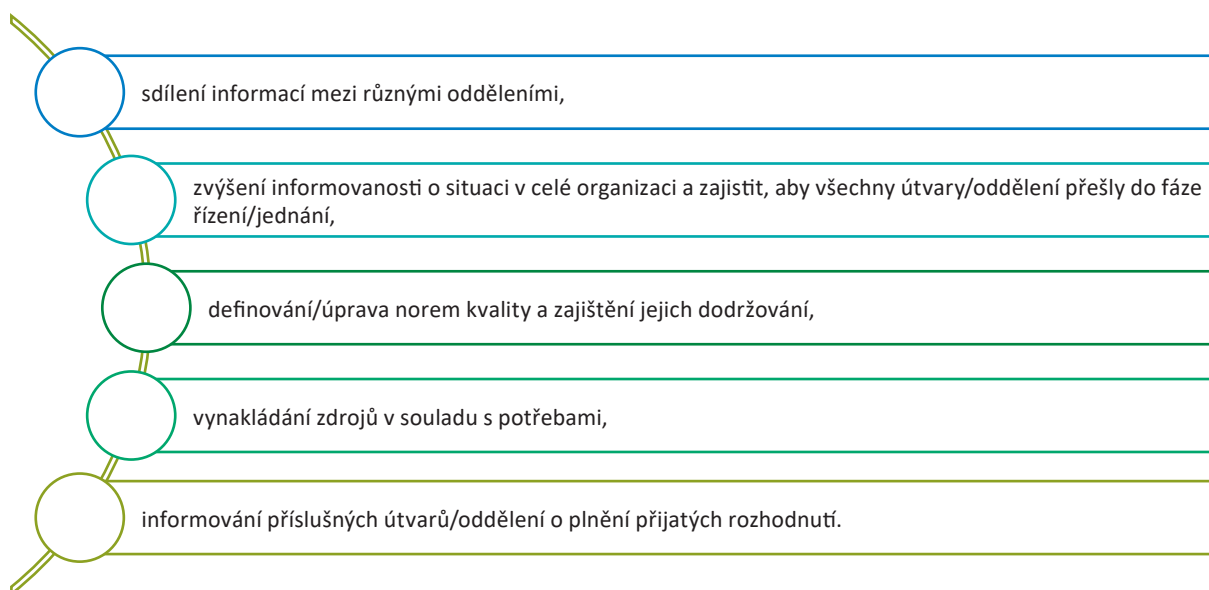 sdílení informací mezi různými odděleními,
zvýšení informovanosti o situaci v celé organizaci a zajistit, aby všechny útvary/oddělení přešly do fáze
řízení/jednání,
definování/úprava norem kvality a zajištění jejich dodržování,
vynakládání zdrojů v souladu s potřebami,
informování příslušných útvarů/oddělení o plnění přijatých rozhodnutí.